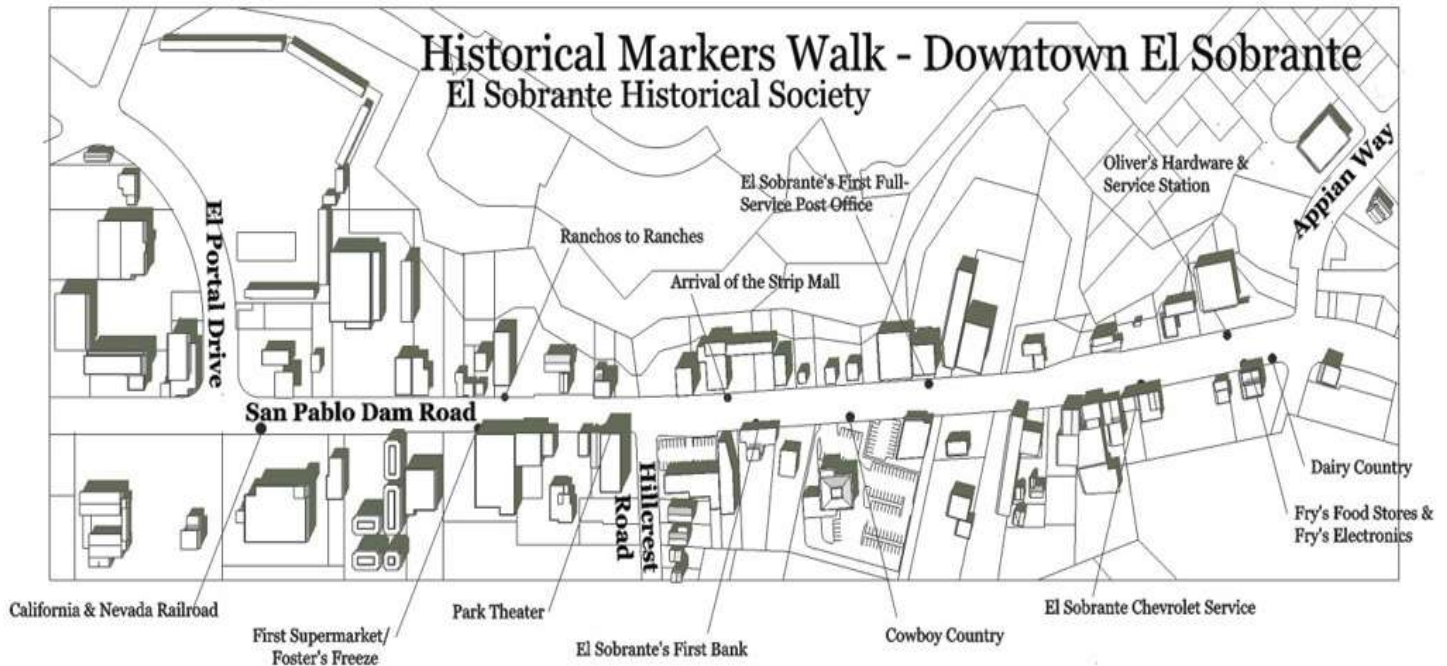 Historical Markers Walk - Downtown El Sobrante
El Sobrante Historical Society
Oliver's Hardware &
Service Station
Appian Way
El Sobrante's First Full-
Service Post Office
El Portal Drive
Ranchos to Ranches
Arrival of the Strip Mall
San Pablo Dam Road
Hillcrest
Road
Dairy Country
Fry's Food Stores &
Fry's Electronics
California & Nevada Railroad
Park Theater
El Sobrante Chevrolet Service
First Supermarket/
Foster's Freeze
El Sobrante's First Bank
Cowboy Country